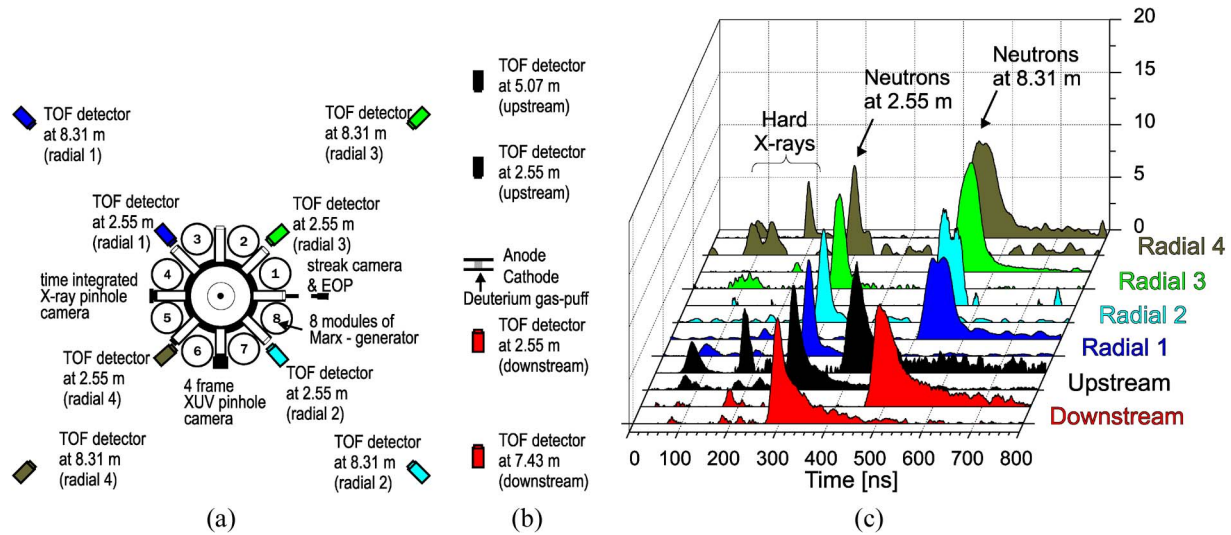 TOF detector
at 8.31 m
(radial 1)
TOF detector
at 8.31 m
(radial 3)
TOF detector
at 2.55 m
(radial 1)
TOF detector
at 2.55 m
(radial 3)
streak camera
& EOP
time integrated
X-ray pinhole
camera
3
2
4
1
5
8
6
7
8 modules of
Marx - generator
TOF detector
at 2.55 m
(radial 4)
4 frame
XUV pinhole
camera
TOF detector
at 2.55 m
(radial 2)
TOF detector
at 8.31 m
(radial 4)
TOF detector
at 8.31 m
(radial 2)
(a)
TOF detector
at 5.07 m
(upstream)
TOF detector
at 2.55 m
(upstream)
Anode
Cathode
Deuterium gas-puff
TOF detector
at 2.55 m
(downstream)
TOF detector
at 7.43 m
(downstream)
(b)
20
15
10
5
0
Neutrons
at 8.31 m
Neutrons
at 2.55 m
Hard
X-rays
Radial 4
Radial 3
Radial 2
Radial 1
Upstream
Downstream
0 100 200 300 400 500 600 700 800
Time [ns]
(c)